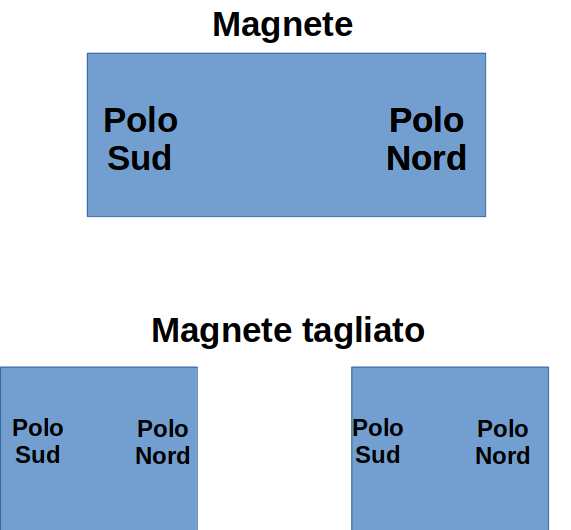 Magnete
Polo Polo
Sud Nord
Magnete tagliato
Polo Polo Polo Polo
Sud Nord Sud Nord